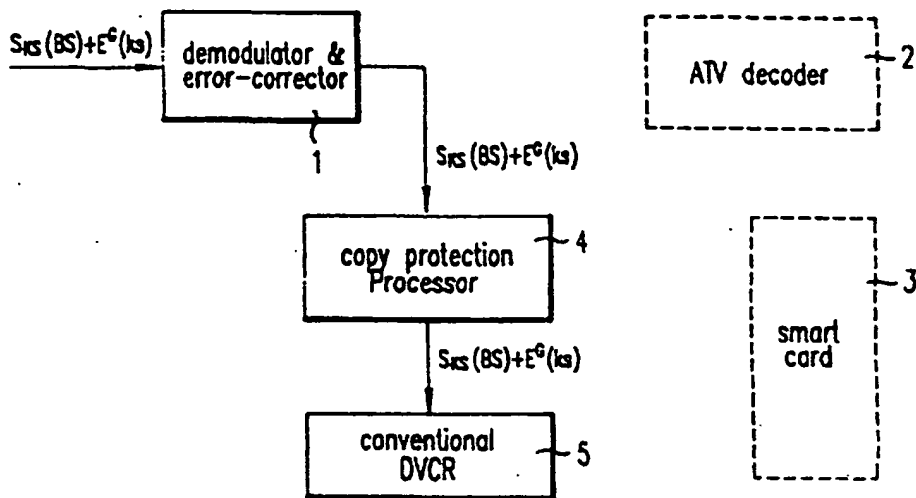 S_KS(BS)+E^G(ks)
demodulator &
error-corrector
1
ATV decoder
2
S_KS(BS)+E^G(ks)
copy protection
Processor
4
smart
card
3
S_KS(BS)+E^G(ks)
conventional
DVCR
5